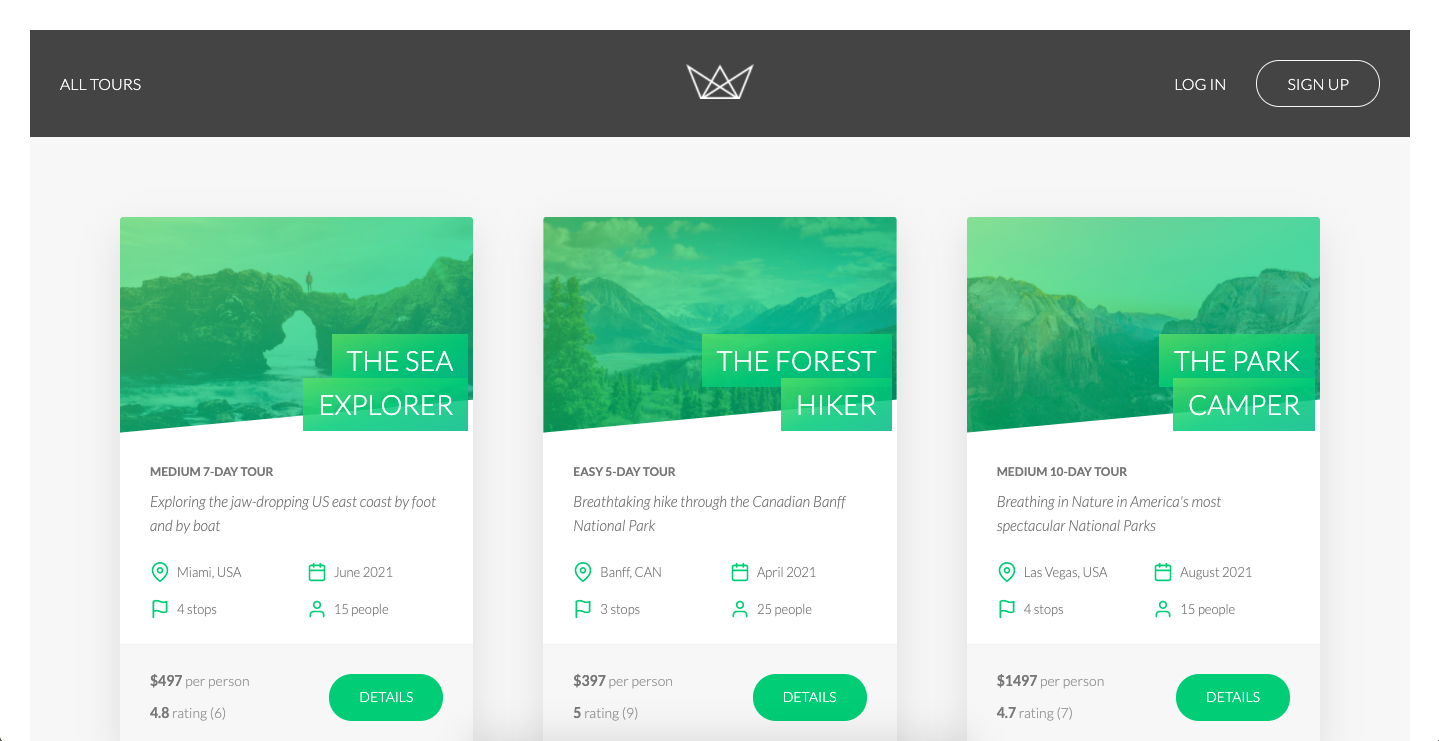 ALL TOURS
LOG IN
SIGN UP
THE SEA
EXPLORER
MEDIUM 7-DAY TOUR
Exploring the jaw-dropping US east coast by foot
and by boat
Miami, USA
June 2021
4 stops
15 people
$497 per person
4.8 rating (6)
DETAILS
THE FOREST
HIKER
EASY 5-DAY TOUR
Breathtaking hike through the Canadian Banff
National Park
Banff, CAN
April 2021
3 stops
25 people
$397 per person
5 rating (9)
DETAILS
THE PARK
CAMPER
MEDIUM 10-DAY TOUR
Breathing in Nature in America's most
spectacular National Parks
Las Vegas, USA
August 2021
4 stops
15 people
$1497 per person
4.7 rating (7)
DETAILS